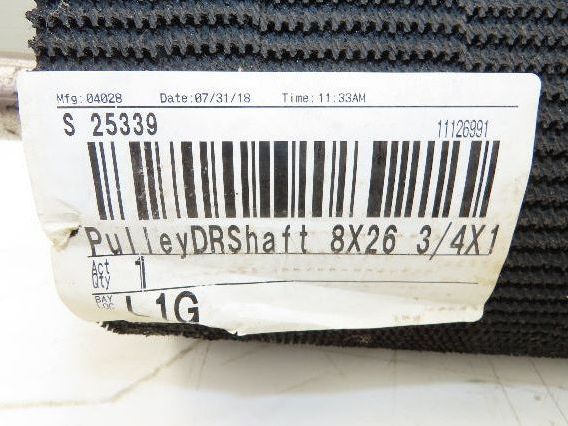 Mfg: 04028 Date: 07/31/18 Time: 11:33AM
S 25339 11126991
PulleyDRShaft 8X26 3/4X1
Act Qty 1
BAY LOC L1G